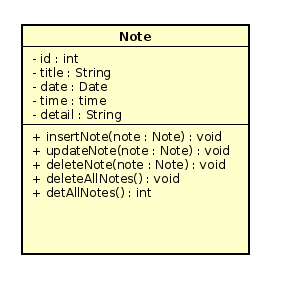 Note
- id : int
- title : String
- date : Date
- time : time
- detail : String
+ insertNote(note : Note) : void
+ updateNote(note : Note) : void
+ deleteNote(note : Note) : void
+ deleteAllNotes() : void
+ detAllNotes() : int